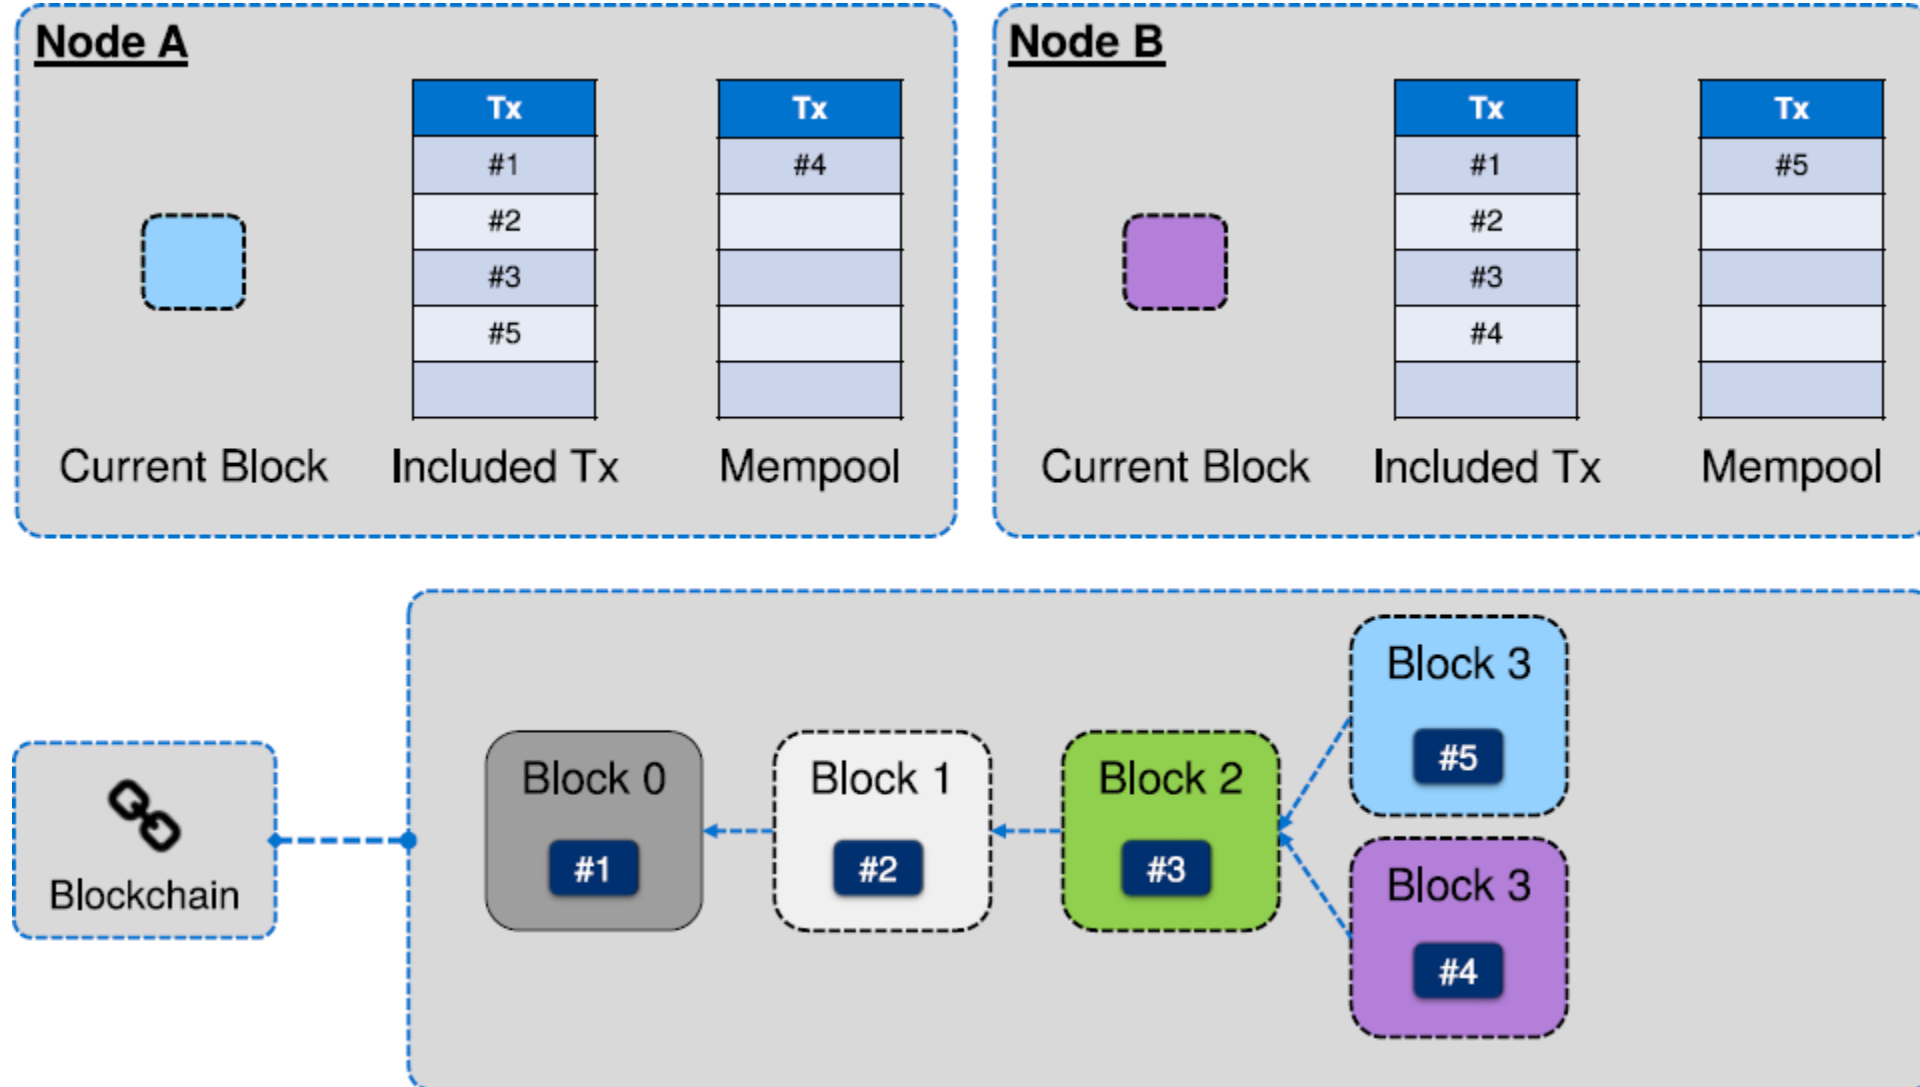 Node A
Tx
#1
#2
#3
#5
Tx
#4
Current Block
Included Tx
Mempool
Node B
Tx
#1
#2
#3
#4
Tx
#5
Current Block
Included Tx
Mempool
Blockchain
Block 0
#1
Block 1
#2
Block 2
#3
Block 3
#5
Block 3
#4